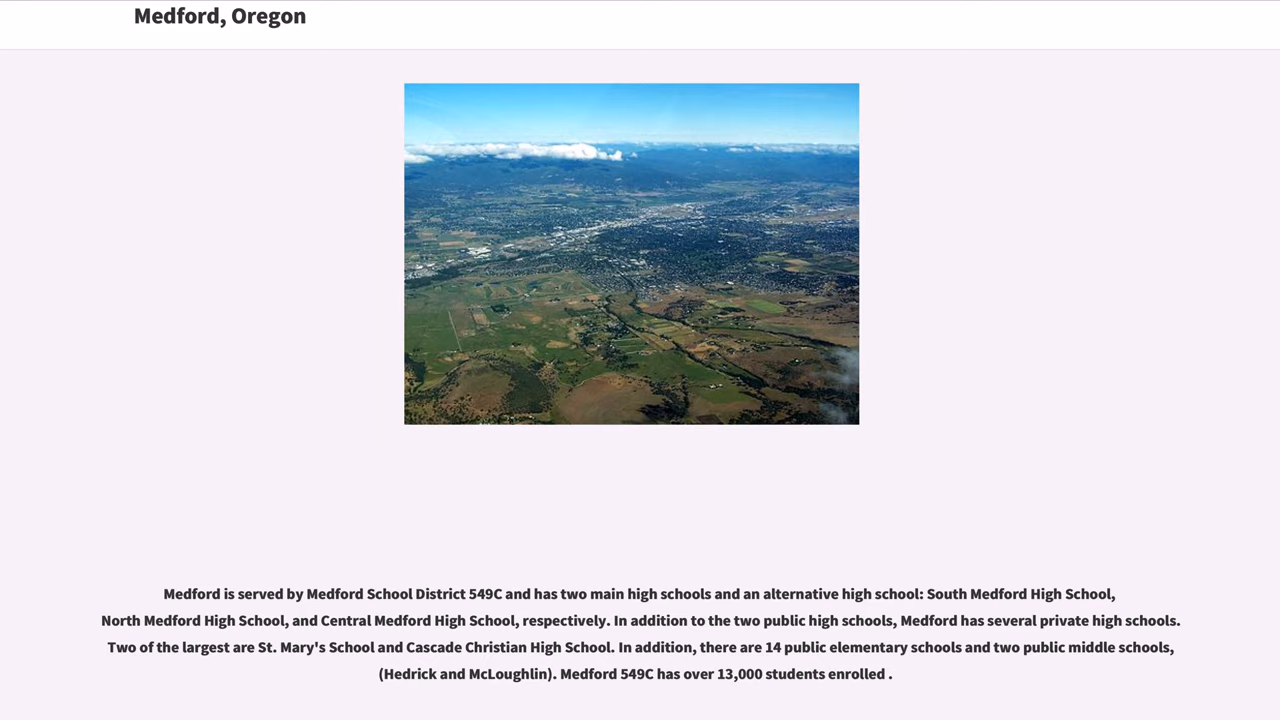 Medford, Oregon
Medford is served by Medford School District 549C and has two main high schools and an alternative high school: South Medford High School,
North Medford High School, and Central Medford High School, respectively. In addition to the two public high schools, Medford has several private high schools.
Two of the largest are St. Mary's School and Cascade Christian High School. In addition, there are 14 public elementary schools and two public middle schools,
(Hedrick and McLoughlin). Medford 549C has over 13,000 students enrolled .